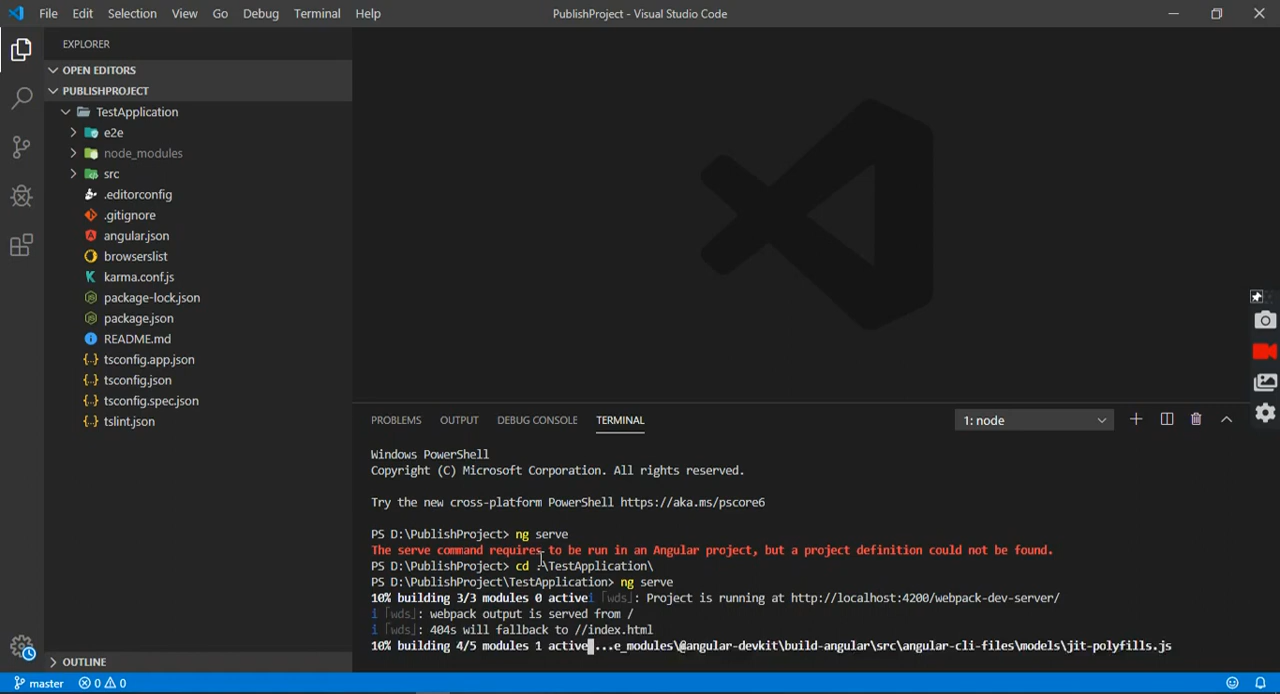 File Edit Selection View Go Debug Terminal Help
PublishProject - Visual Studio Code
EXPLORER
OPEN EDITORS
PUBLISHPROJECT
TestApplication
e2e
node_modules
src
.editorconfig
.gitignore
angular.json
browserslist
karma.conf.js
package-lock.json
package.json
README.md
tsconfig.app.json
tsconfig.json
tsconfig.spec.json
tslint.json
OUTLINE
PROBLEMS OUTPUT DEBUG CONSOLE TERMINAL
1: node
Windows PowerShell
Copyright (C) Microsoft Corporation. All rights reserved.
Try the new cross-platform PowerShell https://aka.ms/pscore6
PS D:\PublishProject> ng serve
The serve command requires to be run in an Angular project, but a project definition could not be found.
PS D:\PublishProject> cd .\TestApplication\
PS D:\PublishProject\TestApplication> ng serve
10% building 3/3 modules 0 activei ｢wds｣: Project is running at http://localhost:4200/webpack-dev-server/
i ｢wds｣: webpack output is served from /
i ｢wds｣: 404s will fallback to //index.html
10% building 4/5 modules 1 active ...e_modules\@angular-devkit\build-angular\src\angular-cli-files\models\jit-polyfills.js
master 0 0